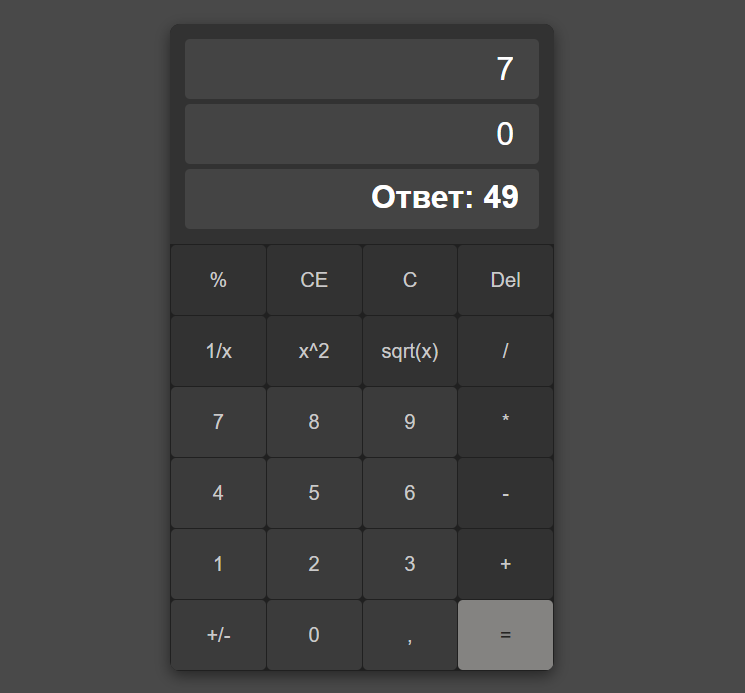 7
0
Ответ: 49
% CE C Del
1/x x^2 sqrt(x) /
7 8 9 *
4 5 6 -
1 2 3 +
+/- 0 , =